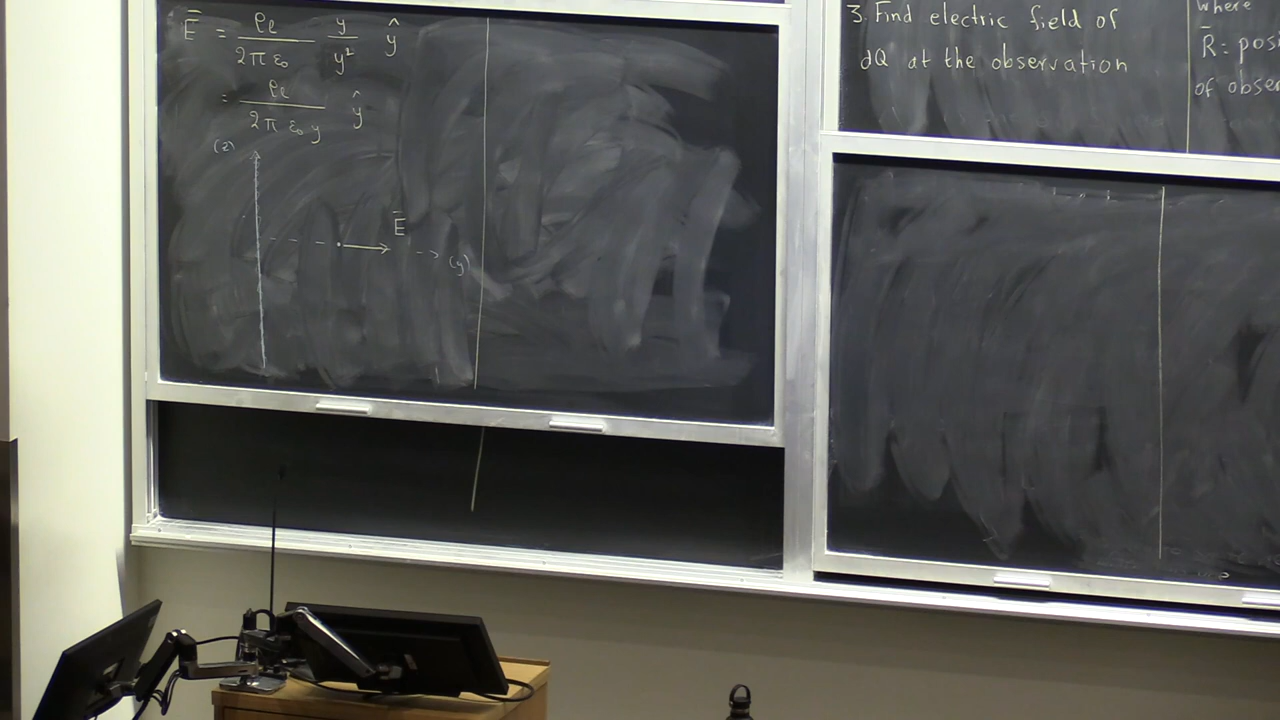 Ē = ρℓ / 2πε₀ y / y² ŷ
= ρℓ / 2πε₀y ŷ
(z)
Ē
(y)
3. Find electric field of
dQ at the observation
where
R̄ = posi
of obser